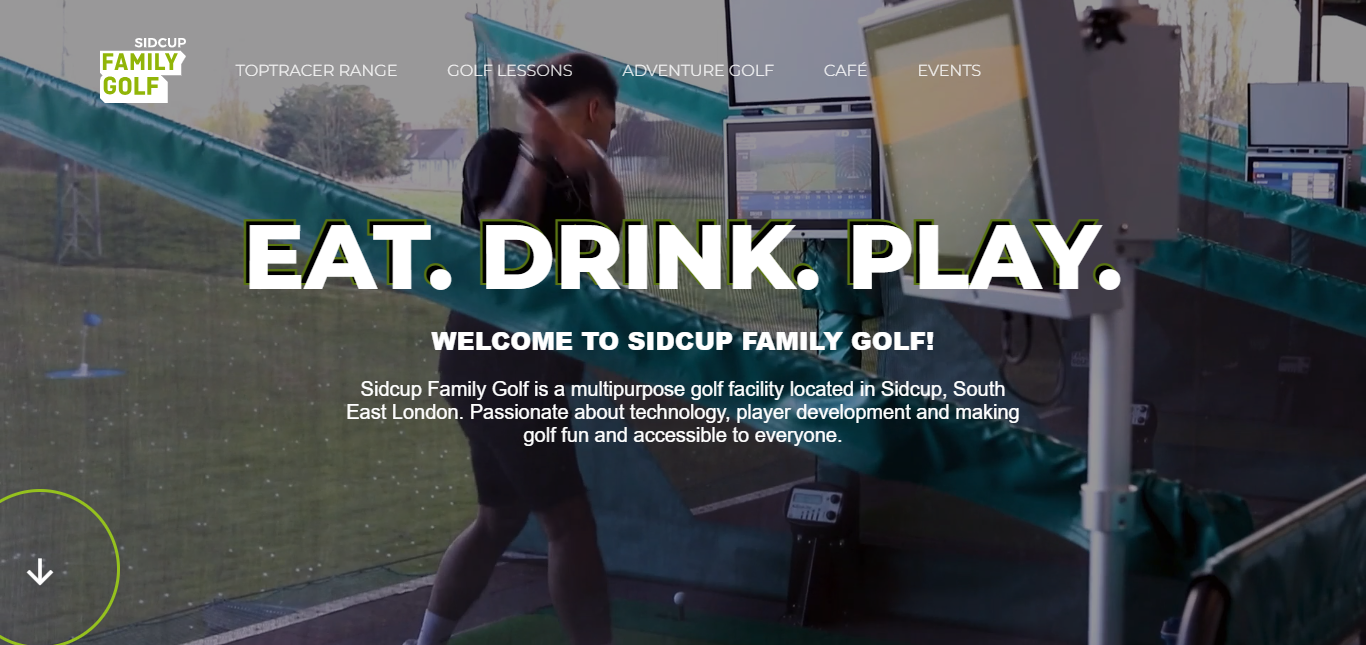 SIDCUP
FAMILY
GOLF
TOPTRACER RANGE
GOLF LESSONS
ADVENTURE GOLF
CAFÉ
EVENTS
EAT. DRINK. PLAY.
WELCOME TO SIDCUP FAMILY GOLF!
Sidcup Family Golf is a multipurpose golf facility located in Sidcup, South
East London. Passionate about technology, player development and making
golf fun and accessible to everyone.